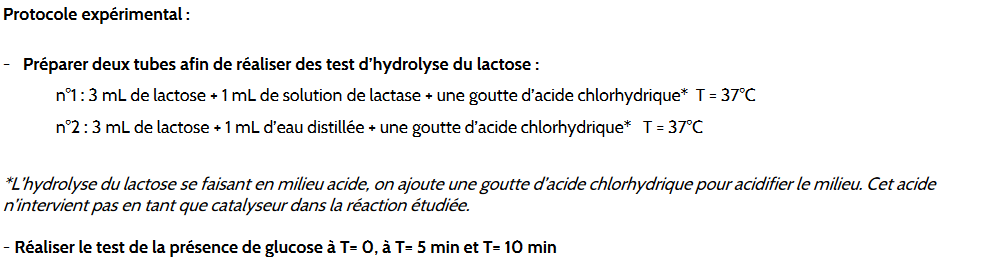 Protocole expérimental :
- Préparer deux tubes afin de réaliser des test d'hydrolyse du lactose :
n°1 : 3 mL de lactose + 1 mL de solution de lactase + une goutte d'acide chlorhydrique* T = 37°C
n°2 : 3 mL de lactose + 1 mL d'eau distillée + une goutte d'acide chlorhydrique* T = 37°C
*L'hydrolyse du lactose se faisant en milieu acide, on ajoute une goutte d'acide chlorhydrique pour acidifier le milieu. Cet acide
n'intervient pas en tant que catalyseur dans la réaction étudiée.
- Réaliser le test de la présence de glucose à T= 0, à T= 5 min et T= 10 min